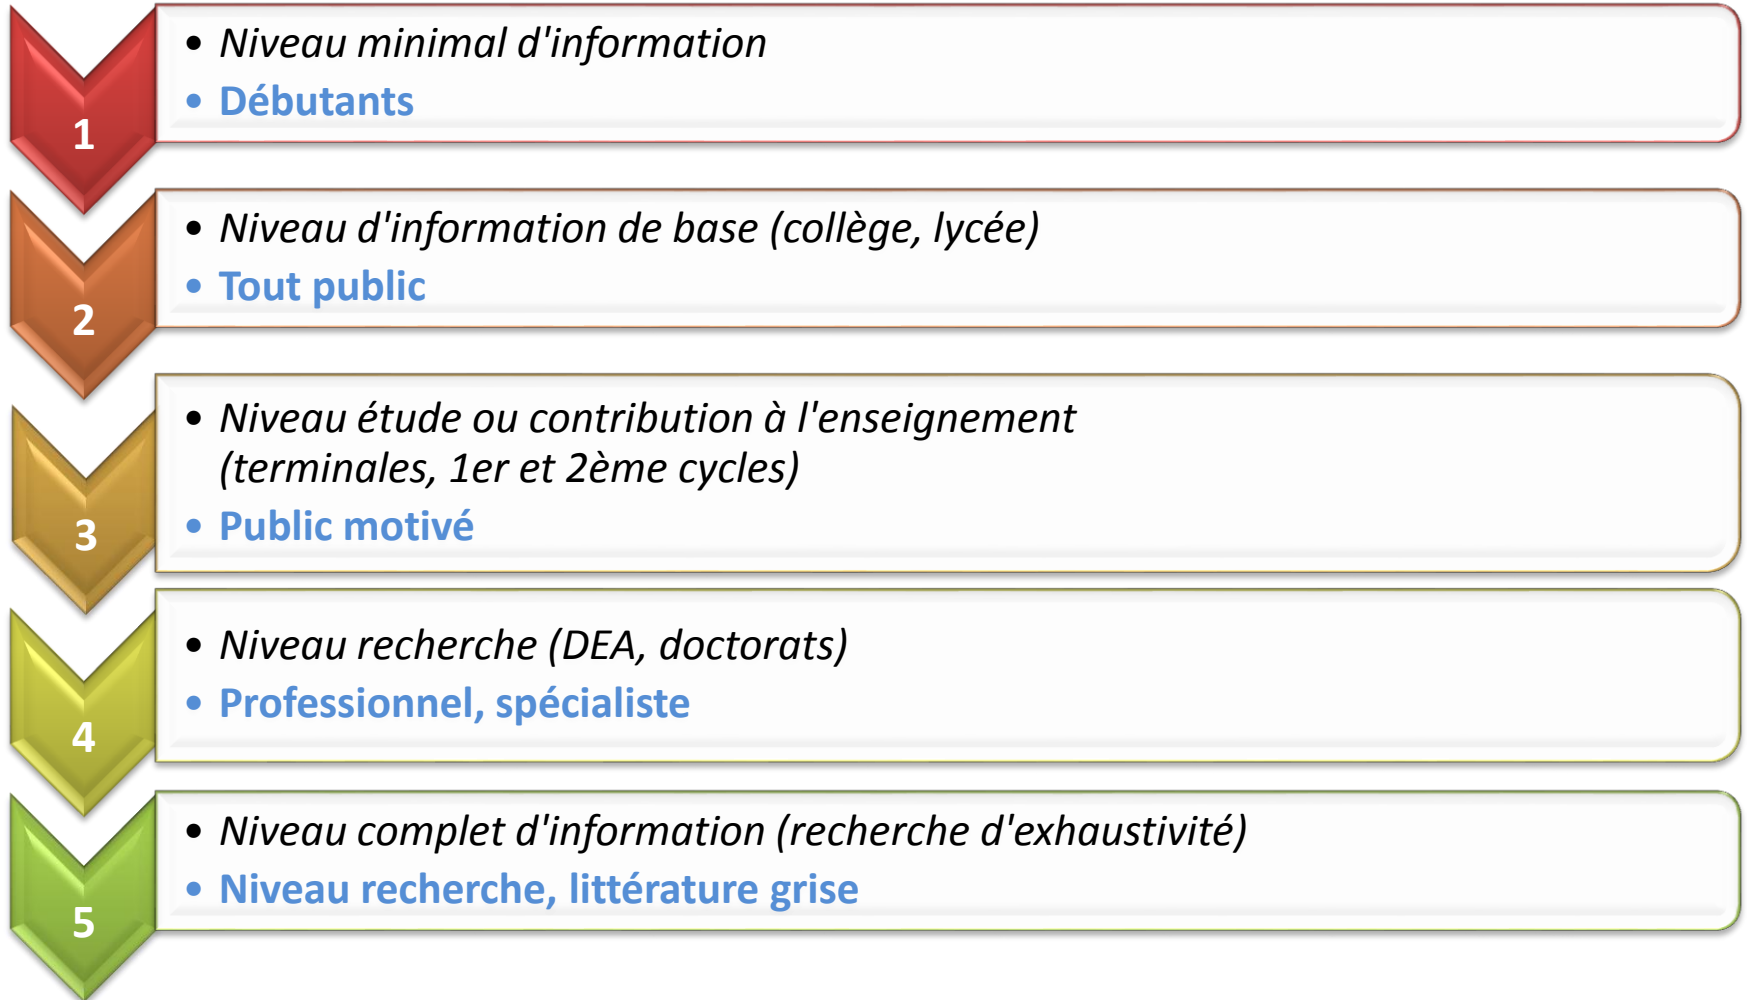 1
• Niveau minimal d'information
• Débutants
2
• Niveau d'information de base (collège, lycée)
• Tout public
3
• Niveau étude ou contribution à l'enseignement
(terminales, 1er et 2ème cycles)
• Public motivé
4
• Niveau recherche (DEA, doctorats)
• Professionnel, spécialiste
5
• Niveau complet d'information (recherche d'exhaustivité)
• Niveau recherche, littérature grise